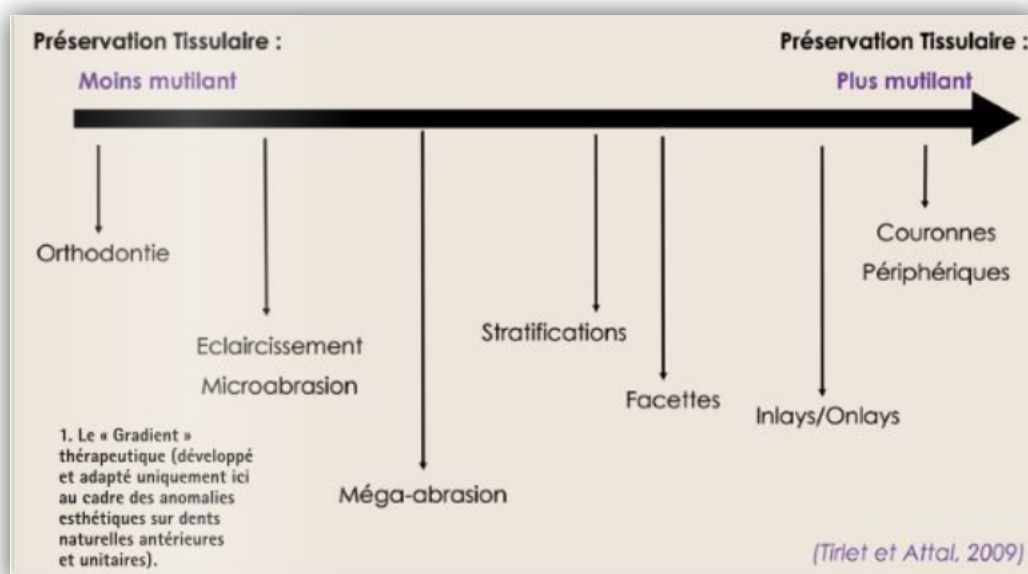 Préservation Tissulaire :
Moins mutilant
Préservation Tissulaire :
Plus mutilant
Orthodontie
Eclaircissement
Microabrasion
Méga-abrasion
Stratifications
Facettes
Inlays/Onlays
Couronnes
Périphériques
1. Le « Gradient »
thérapeutique (développé
et adapté uniquement ici
au cadre des anomalies
esthétiques sur dents
naturelles antérieures
et unitaires).
(Tirlet et Attal, 2009)